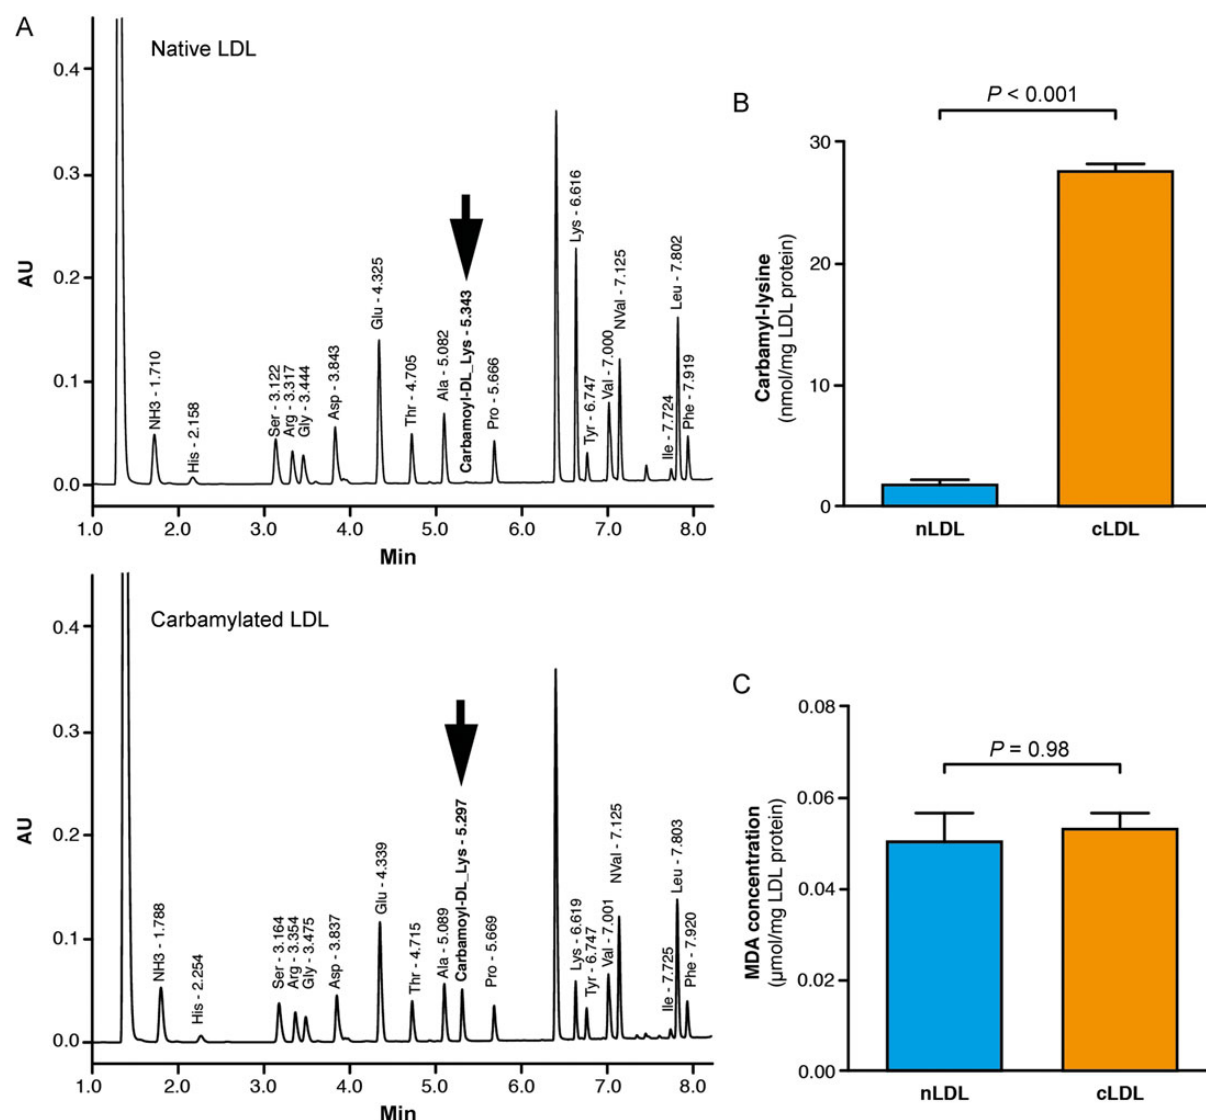 A
Native LDL
0.4
0.3
0.2
0.1
0.0
AU
NH3 - 1.710
His - 2.158
Ser - 3.122
Arg - 3.317
Gly - 3.444
Asp - 3.843
Glu - 4.325
Thr - 4.705
Ala - 5.082
Carbamoyl-DL_Lys - 5.343
Pro - 5.666
Lys - 6.616
Tyr - 6.747
Val - 7.000
NVal - 7.125
Ile - 7.724
Leu - 7.802
Phe - 7.919
1.0 2.0 3.0 4.0 5.0 6.0 7.0 8.0
Min
Carbamylated LDL
0.4
0.3
0.2
0.1
0.0
AU
NH3 - 1.788
His - 2.254
Ser - 3.164
Arg - 3.354
Gly - 3.475
Asp - 3.837
Glu - 4.339
Thr - 4.715
Ala - 5.089
Carbamoyl-DL_Lys - 5.297
Pro - 5.669
Lys - 6.619
Tyr - 6.747
Val - 7.001
NVal - 7.125
Ile - 7.725
Leu - 7.803
Phe - 7.920
1.0 2.0 3.0 4.0 5.0 6.0 7.0 8.0
Min
B
P < 0.001
30
20
10
0
Carbamyl-lysine
(nmol/mg LDL protein)
nLDL cLDL
C
P = 0.98
0.08
0.06
0.04
0.02
0.00
MDA concentration
(μmol/mg LDL protein)
nLDL cLDL